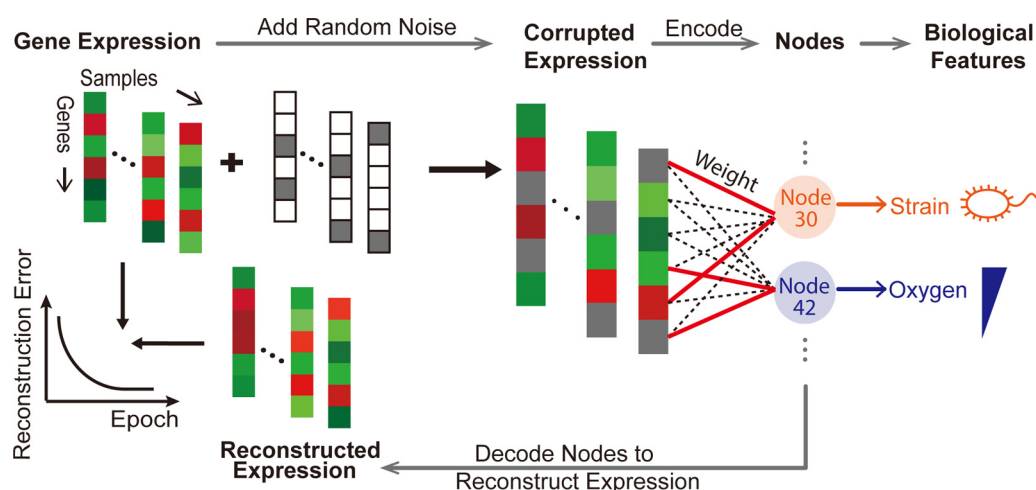 Gene Expression
Add Random Noise
Corrupted
Expression
Encode
Nodes
Biological
Features
Samples
Genes
Weight
Node
30
Strain
Node
42
Oxygen
Reconstruction Error
Epoch
Reconstructed
Expression
Decode Nodes to
Reconstruct Expression